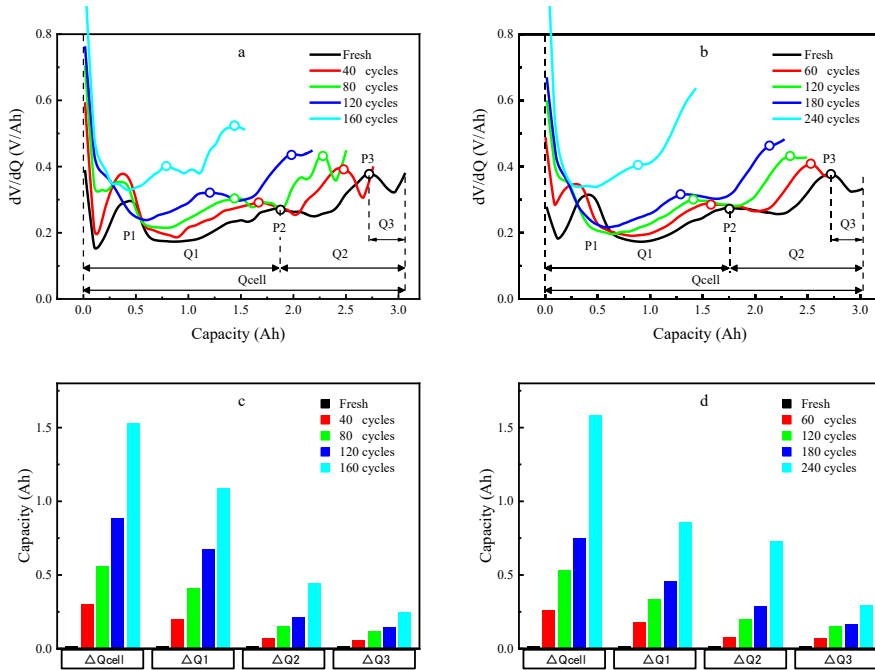 a
Fresh
40 cycles
80 cycles
120 cycles
160 cycles
dV/dQ (V/Ah)
0.8
0.6
0.4
0.2
0.0
P1
P2
P3
Q1
Q2
Q3
Qcell
0.0 0.5 1.0 1.5 2.0 2.5 3.0
Capacity (Ah)
b
Fresh
60 cycles
120 cycles
180 cycles
240 cycles
dV/dQ (V/Ah)
0.8
0.6
0.4
0.2
0.0
P1
P2
P3
Q1
Q2
Q3
Qcell
0.0 0.5 1.0 1.5 2.0 2.5 3.0
Capacity (Ah)
c
Fresh
40 cycles
80 cycles
120 cycles
160 cycles
Capacity (Ah)
1.5
1.0
0.5
0.0
△Qcell △Q1 △Q2 △Q3
d
Fresh
60 cycles
120 cycles
180 cycles
240 cycles
Capacity (Ah)
1.5
1.0
0.5
0.0
△Qcell △Q1 △Q2 △Q3